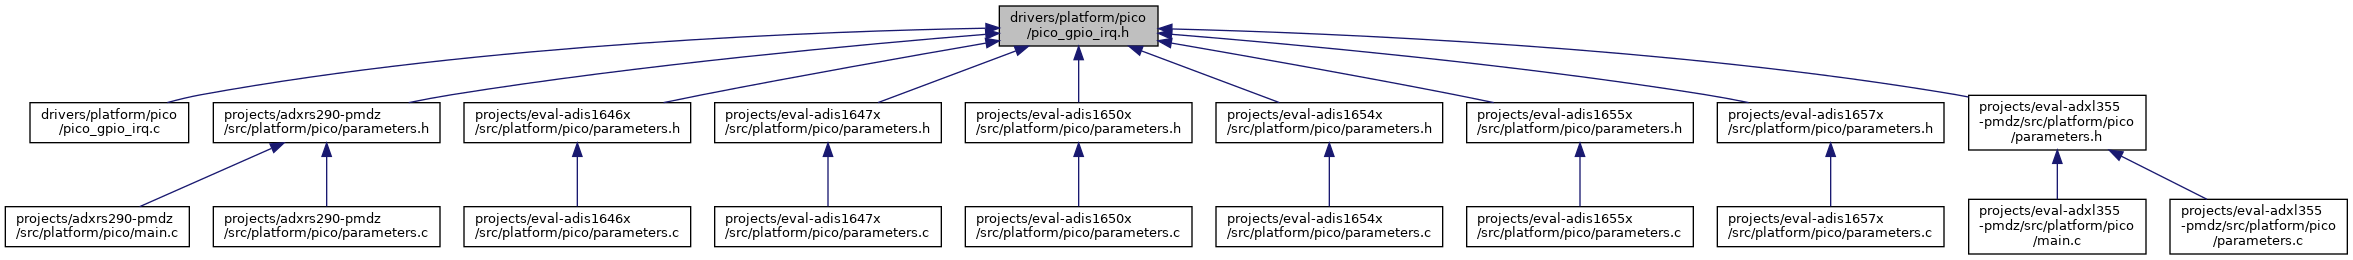 drivers/platform/pico
/pico_gpio_irq.h
drivers/platform/pico
/pico_gpio_irq.c
projects/adxrs290-pmdz
/src/platform/pico/parameters.h
projects/eval-adis1646x
/src/platform/pico/parameters.h
projects/eval-adis1647x
/src/platform/pico/parameters.h
projects/eval-adis1650x
/src/platform/pico/parameters.h
projects/eval-adis1654x
/src/platform/pico/parameters.h
projects/eval-adis1655x
/src/platform/pico/parameters.h
projects/eval-adis1657x
/src/platform/pico/parameters.h
projects/eval-adxl355
-pmdz/src/platform/pico
/parameters.h
projects/adxrs290-pmdz
/src/platform/pico/main.c
projects/adxrs290-pmdz
/src/platform/pico/parameters.c
projects/eval-adis1646x
/src/platform/pico/parameters.c
projects/eval-adis1647x
/src/platform/pico/parameters.c
projects/eval-adis1650x
/src/platform/pico/parameters.c
projects/eval-adis1654x
/src/platform/pico/parameters.c
projects/eval-adis1655x
/src/platform/pico/parameters.c
projects/eval-adis1657x
/src/platform/pico/parameters.c
projects/eval-adxl355
-pmdz/src/platform/pico
/main.c
projects/eval-adxl355
-pmdz/src/platform/pico
/parameters.c